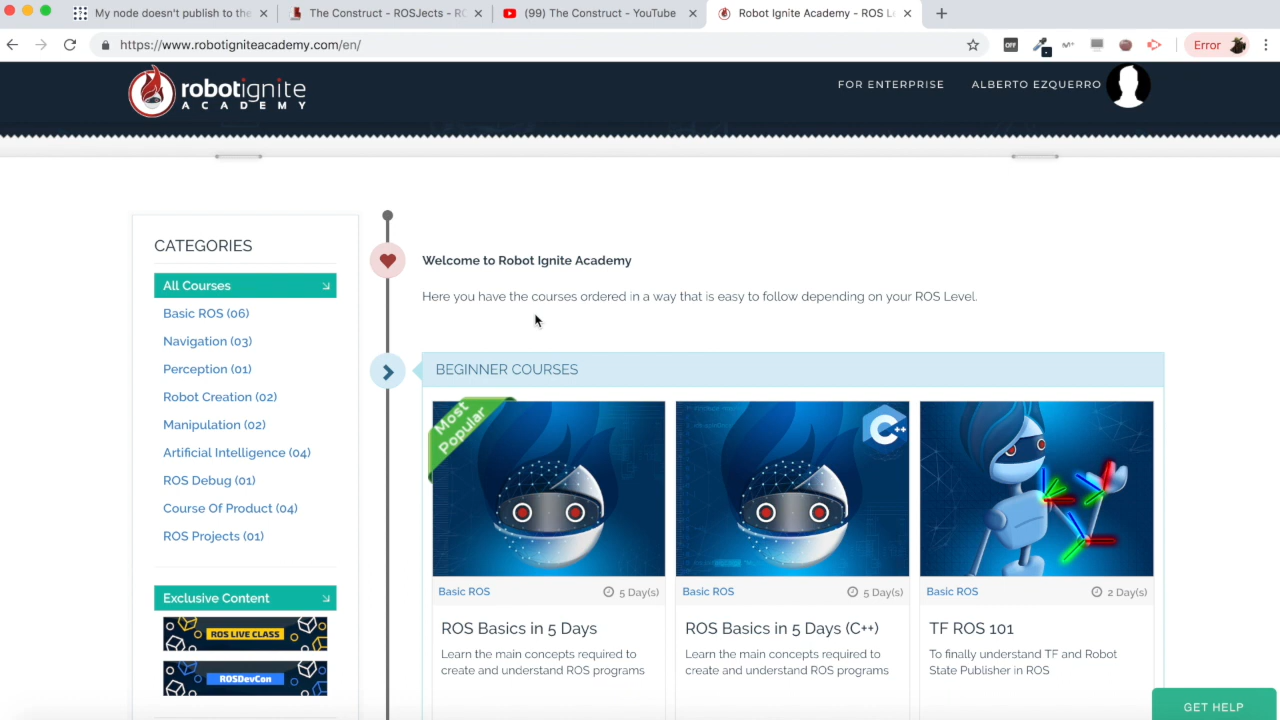 My node doesn't publish to the
The Construct - ROSJects - RO
(99) The Construct - YouTube
Robot Ignite Academy - ROS L
https://www.robotigniteacademy.com/en/
OFF
Error
robotignite
ACADEMY
FOR ENTERPRISE
ALBERTO EZQUERRO
CATEGORIES
All Courses
Basic ROS (06)
Navigation (03)
Perception (01)
Robot Creation (02)
Manipulation (02)
Artificial Intelligence (04)
ROS Debug (01)
Course Of Product (04)
ROS Projects (01)
Exclusive Content
ROS LIVE CLASS
ROSDevCon
Welcome to Robot Ignite Academy
Here you have the courses ordered in a way that is easy to follow depending on your ROS Level.
BEGINNER COURSES
Most
Popular
Basic ROS
5 Day(s)
ROS Basics in 5 Days
Learn the main concepts required to
create and understand ROS programs
C++
Basic ROS
5 Day(s)
ROS Basics in 5 Days (C++)
Learn the main concepts required to
create and understand ROS programs
Basic ROS
2 Day(s)
TF ROS 101
To finally understand TF and Robot
State Publisher in ROS
GET HELP